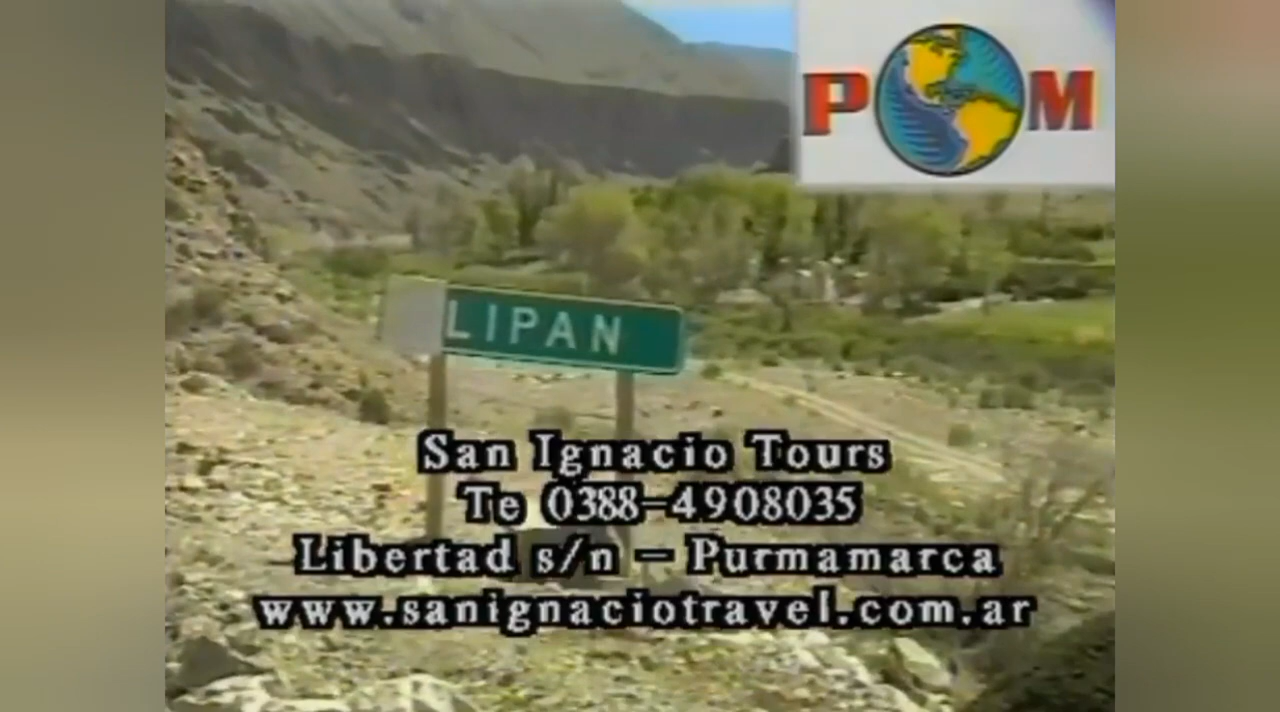 P M
LIPAN
San Ignacio Tours
Te 0388-4908035
Libertad s/n - Purmamarca
www.sanignaciotravel.com.ar